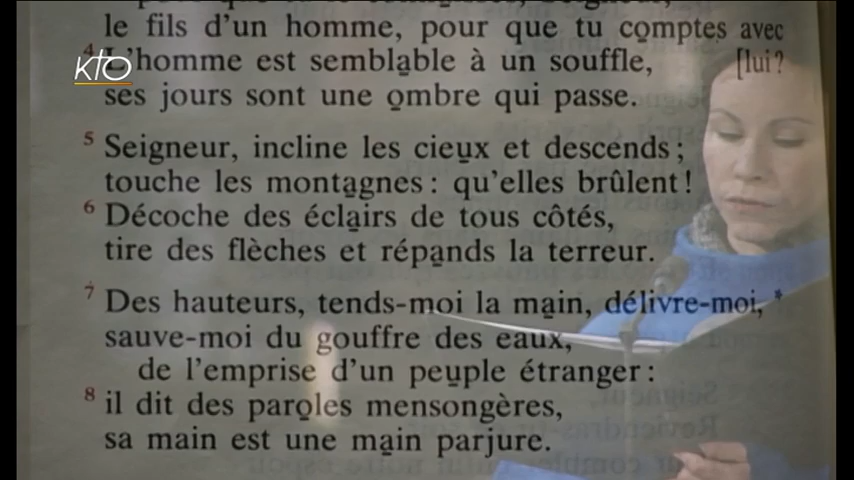 le fils d'un homme, pour que tu comptes avec
[lui ?
4 L'homme est semblable à un souffle,
ses jours sont une ombre qui passe.
5 Seigneur, incline les cieux et descends ;
touche les montagnes : qu'elles brûlent !
6 Décoche des éclairs de tous côtés,
tire des flèches et répands la terreur.
7 Des hauteurs, tends-moi la main, délivre-moi, *
sauve-moi du gouffre des eaux,
de l'emprise d'un peuple étranger :
8 il dit des paroles mensongères,
sa main est une main parjure.
KTO